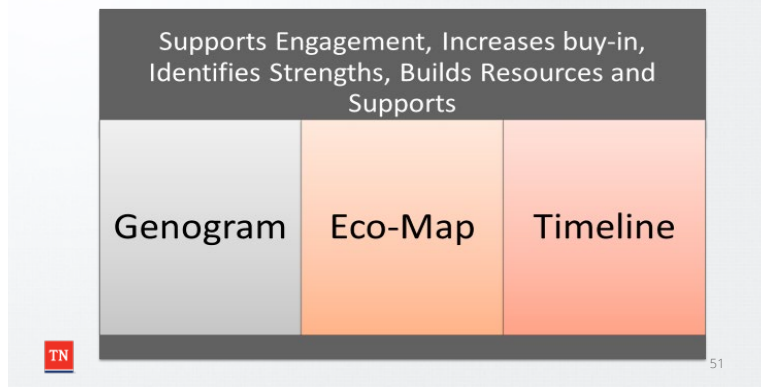 Supports Engagement, Increases buy-in,
Identifies Strengths, Builds Resources and
Supports
Genogram
Eco-Map
Timeline
TN
51